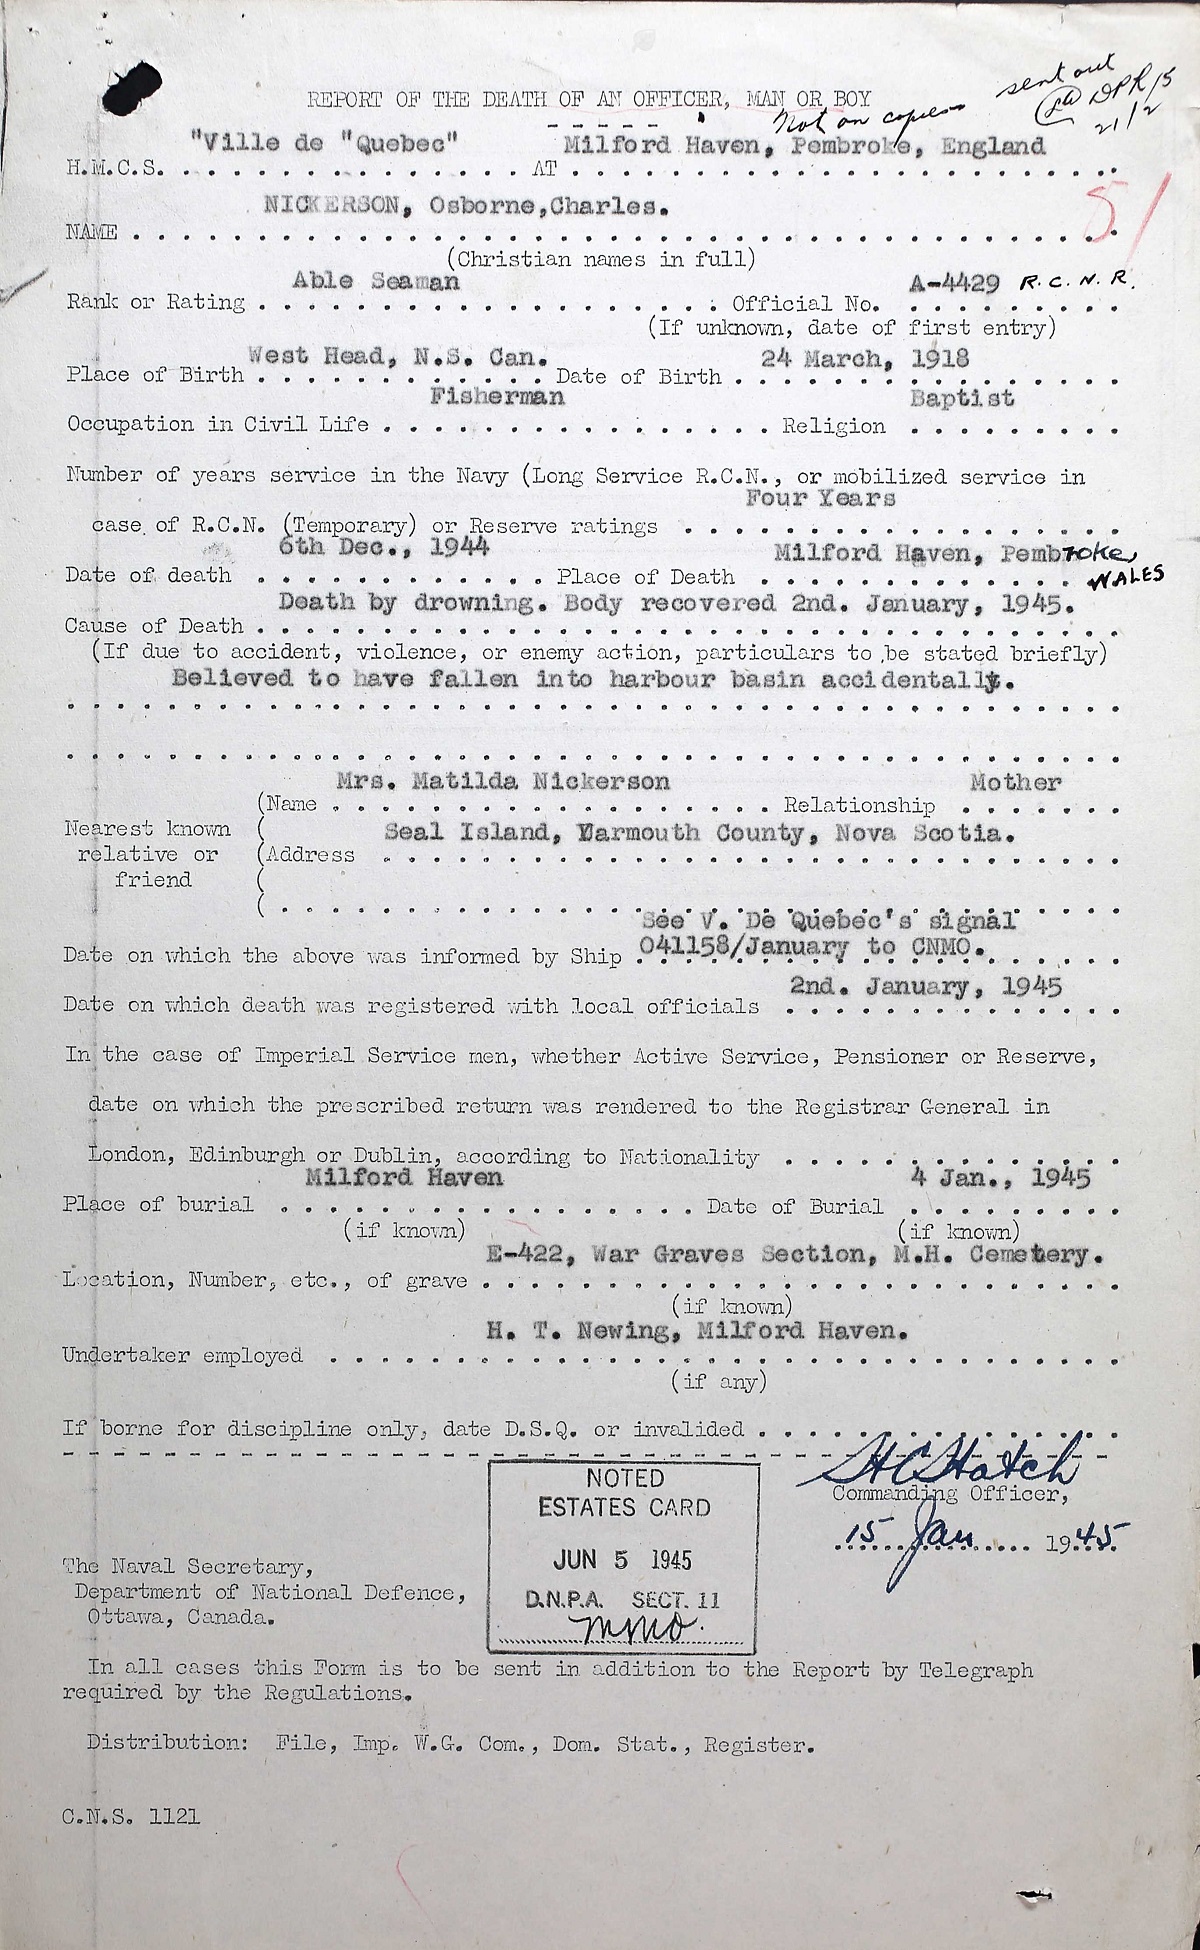 sent out
DPR/5
21/2
REPORT OF THE DEATH OF AN OFFICER, MAN OR BOY
Not on copies
"Ville de "Quebec" Milford Haven, Pembroke, England
H.M.C.S. . . . . . . . . . . . . . . . AT . . . . . . . . . . . . . . . . . . . . . .
51
NICKERSON, Osborne,Charles.
NAME . . . . . . . . . . . . . . . . . . . . . . . . . . . . . . . . . . . . . . .
(Christian names in full)
Able Seaman A-4429 R.C.N.R.
Rank or Rating . . . . . . . . . . . . . . . . . . . Official No. . . . . . . . . .
(If unknown, date of first entry)
West Head, N.S. Can. 24 March, 1918
Place of Birth . . . . . . . . . . . . Date of Birth . . . . . . . . . . . . . . . .
Fisherman Baptist
Occupation in Civil Life . . . . . . . . . . . . . . . . Religion . . . . . . . . .
Number of years service in the Navy (Long Service R.C.N., or mobilized service in
Four Years
case of R.C.N. (Temporary) or Reserve ratings . . . . . . . . . . . . . . . . . .
6th Dec., 1944 Milford Haven, Pembroke,
Date of death . . . . . . . . . . . . Place of Death . . . . . . . . . . . . . WALES
Death by drowning. Body recovered 2nd. January, 1945.
Cause of Death . . . . . . . . . . . . . . . . . . . . . . . . . . . . . . . . . .
(If due to accident, violence, or enemy action, particulars to be stated briefly)
Believed to have fallen into harbour basin accidentally.
. . . . . . . . . . . . . . . . . . . . . . . . . . . . . . . . . . . . . . . . . .
. . . . . . . . . . . . . . . . . . . . . . . . . . . . . . . . . . . . . . . . . .
Mrs. Matilda Nickerson Mother
(Name . . . . . . . . . . . . . . . . . . Relationship . . . . . . .
Nearest known ( Seal Island, Yarmouth County, Nova Scotia.
relative or (Address . . . . . . . . . . . . . . . . . . . . . . . . . . . . . .
friend (
( . . . . . . . . . . . . . . . . . . . . . . . . . . . . . . . . . .
See V. De Quebec's signal
041158/January to CNMO.
Date on which the above was informed by Ship . . . . . . . . . . . . . . . . . . . .
2nd. January, 1945
Date on which death was registered with local officials . . . . . . . . . . . . . .
In the case of Imperial Service men, whether Active Service, Pensioner or Reserve,
date on which the prescribed return was rendered to the Registrar General in
London, Edinburgh or Dublin, according to Nationality . . . . . . . . . . . . . .
Milford Haven 4 Jan., 1945
Place of burial . . . . . . . . . . . . . . . . . Date of Burial . . . . . . . . .
(if known) (if known)
E-422, War Graves Section, M.H. Cemetery.
Location, Number, etc., of grave . . . . . . . . . . . . . . . . . . . . . . . . . .
(if known)
H. T. Newing, Milford Haven.
Undertaker employed . . . . . . . . . . . . . . . . . . . . . . . . . . . . . . . .
(if any)
If borne for discipline only, date D.S.Q. or invalided . . . . . . . . . . . . . . .
HCHatch
Commanding Officer,
15 Jan 1945
NOTED
ESTATES CARD
JUN 5 1945
D.N.P.A. SECT. 11
The Naval Secretary,
Department of National Defence,
Ottawa, Canada.
In all cases this Form is to be sent in addition to the Report by Telegraph
required by the Regulations.
Distribution: File, Imp. W.G. Com., Dom. Stat., Register.
C.N.S. 1121